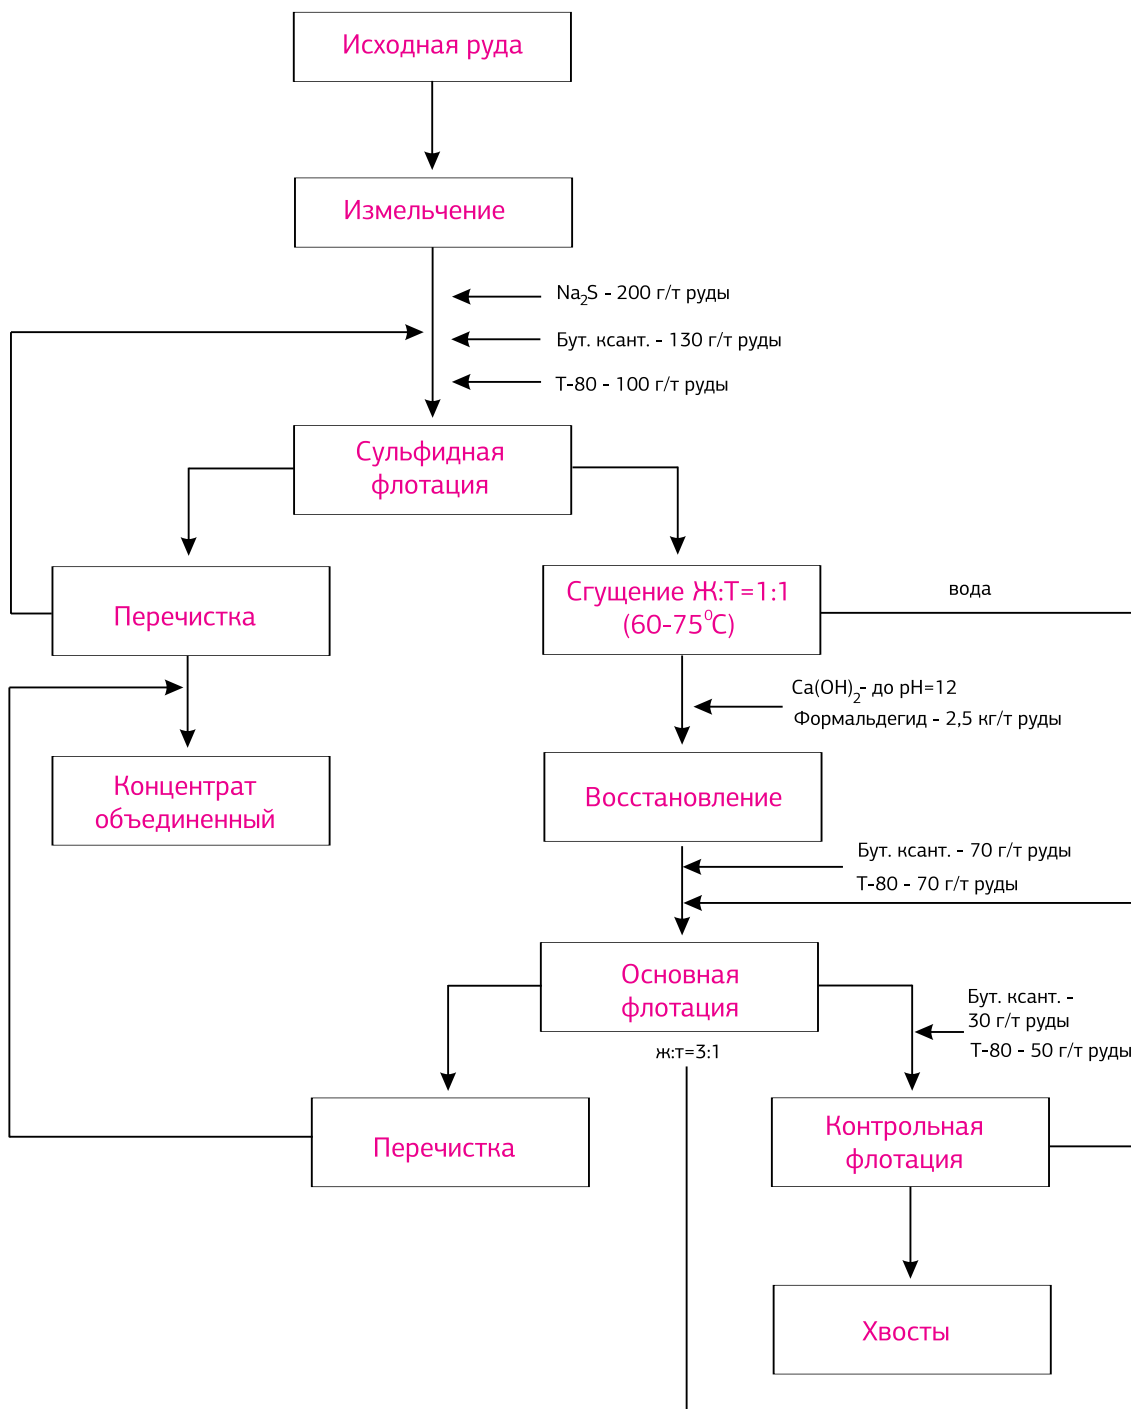 Исходная руда
Измельчение
Na₂S - 200 г/т руды
Бут. ксант. - 130 г/т руды
Т-80 - 100 г/т руды
Сульфидная
флотация
Перечистка
Сгущение Ж:Т=1:1
(60-75⁰С)
вода
Ca(OH)₂- до pH=12
Формальдегид - 2,5 кг/т руды
Концентрат
объединенный
Восстановление
Бут. ксант. - 70 г/т руды
Т-80 - 70 г/т руды
Основная
флотация
ж:т=3:1
Бут. ксант. -
30 г/т руды
Т-80 - 50 г/т руды
Перечистка
Контрольная
флотация
Хвосты